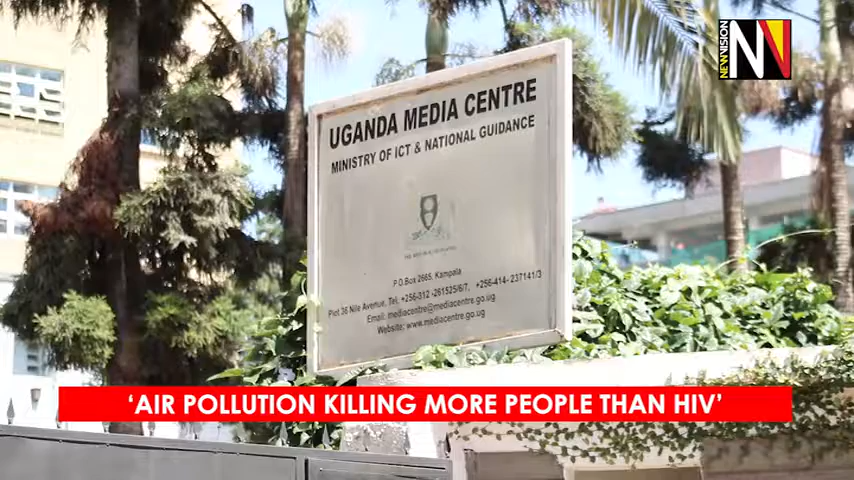 NEW VISION
N
UGANDA MEDIA CENTRE
MINISTRY OF ICT & NATIONAL GUIDANCE
P.O.Box 2665, Kampala
Plot 36 Nile Avenue, Tel. +256-312 -261525/6/7, +256-414- 237141/3
Email: mediacentre@mediacentre.go.ug
Website: www.mediacentre.go.ug
‘AIR POLLUTION KILLING MORE PEOPLE THAN HIV’